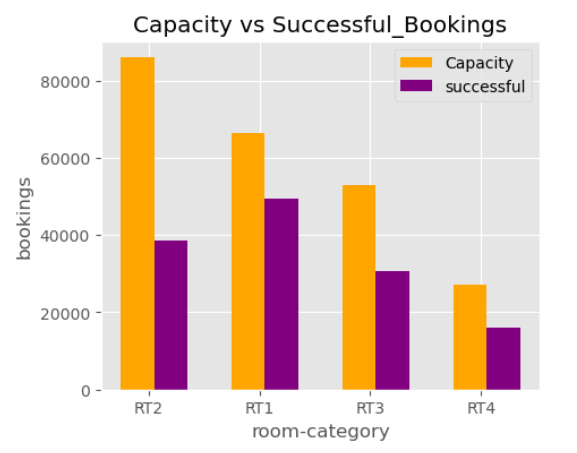 Capacity vs Successful_Bookings
Capacity
successful
bookings
80000
60000
40000
20000
0
RT2 RT1 RT3 RT4
room-category